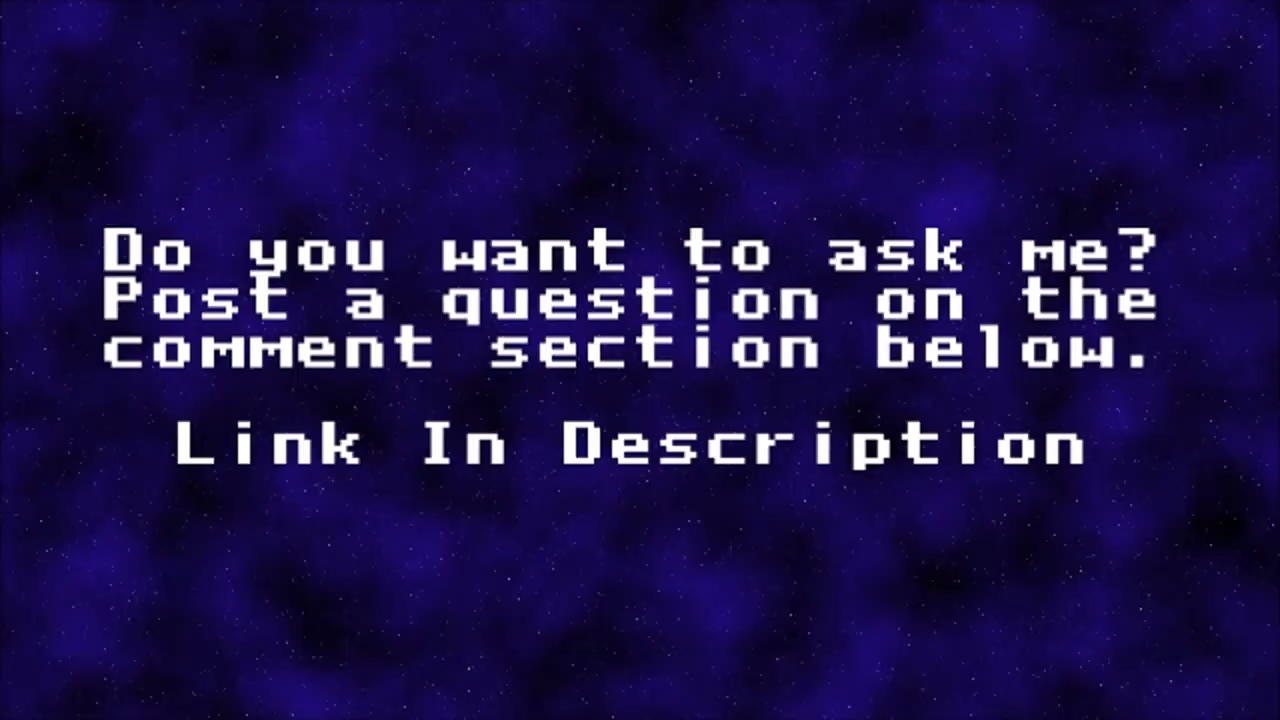 Do you want to ask me?
Post a question on the
comment section below.
Link In Description